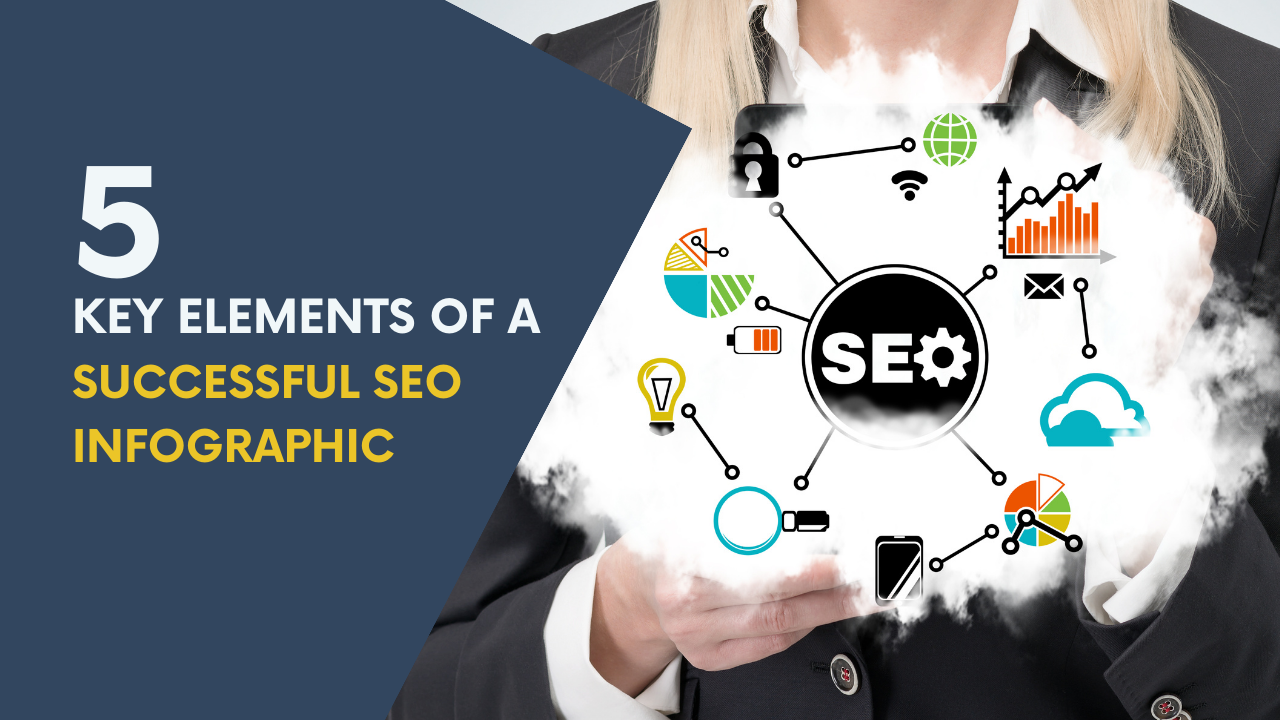 5
KEY ELEMENTS OF A
SUCCESSFUL SEO
INFOGRAPHIC
SEO